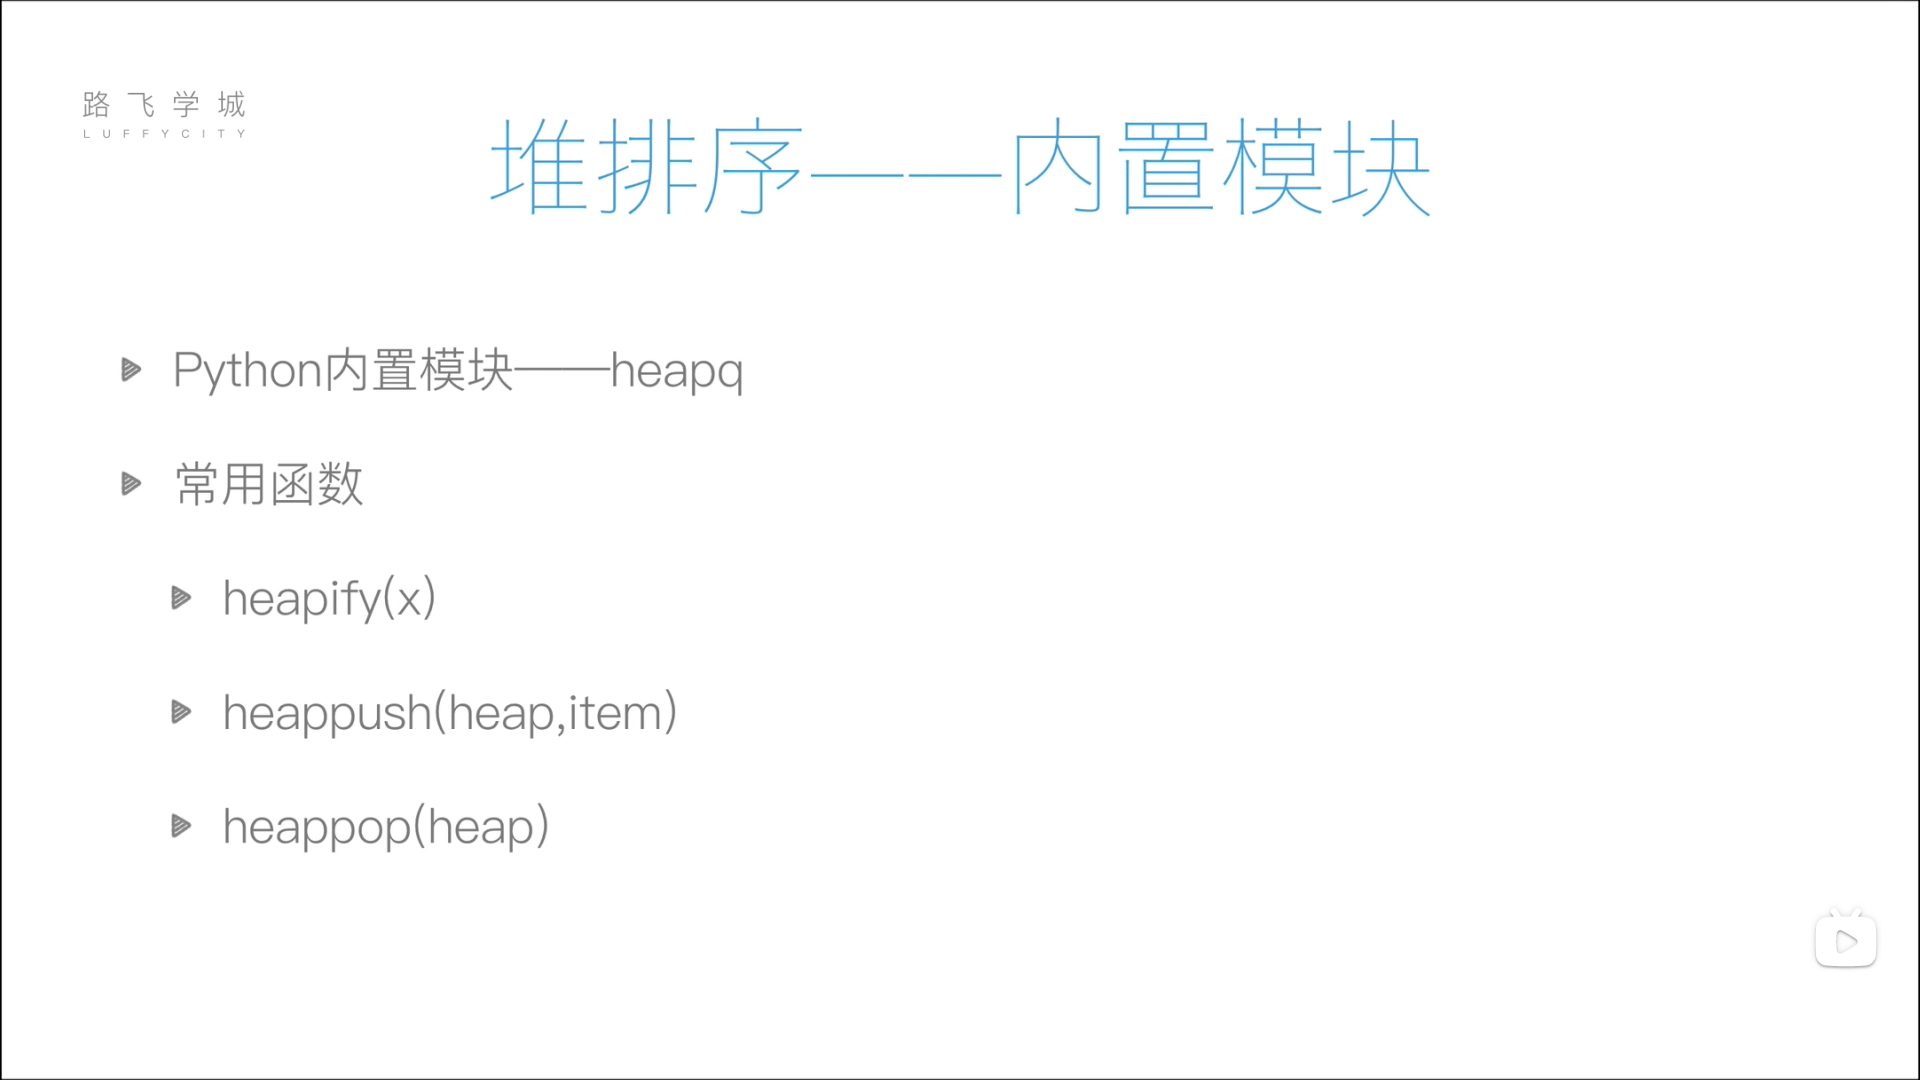 路飞学城
LUFFYCITY
堆排序——内置模块
Python内置模块——heapq
常用函数
heapify(x)
heappush(heap,item)
heappop(heap)